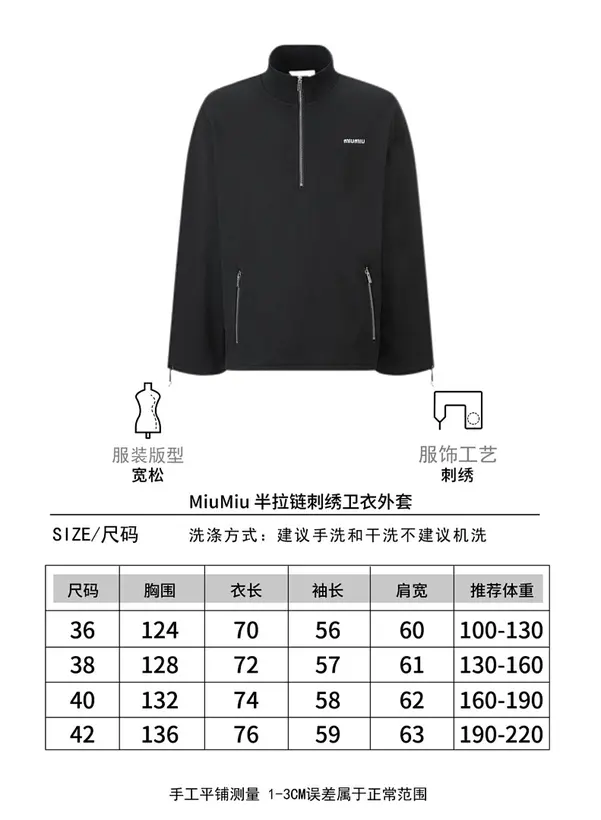 MIUMIU
服装版型
宽松
服饰工艺
刺绣
MiuMiu 半拉链刺绣卫衣外套
SIZE/尺码 洗涤方式：建议手洗和干洗不建议机洗
尺码 胸围 衣长 袖长 肩宽 推荐体重
36 124 70 56 60 100-130
38 128 72 57 61 130-160
40 132 74 58 62 160-190
42 136 76 59 63 190-220
手工平铺测量 1-3CM误差属于正常范围